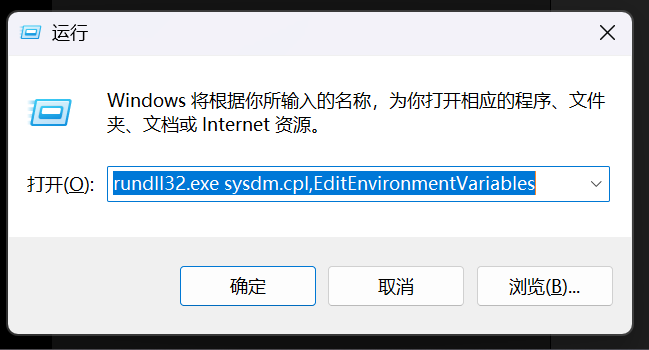 运行
Windows 将根据你所输入的名称，为你打开相应的程序、文件
夹、文档或 Internet 资源。
打开(O): rundll32.exe sysdm.cpl,EditEnvironmentVariables
确定 取消 浏览(B)...